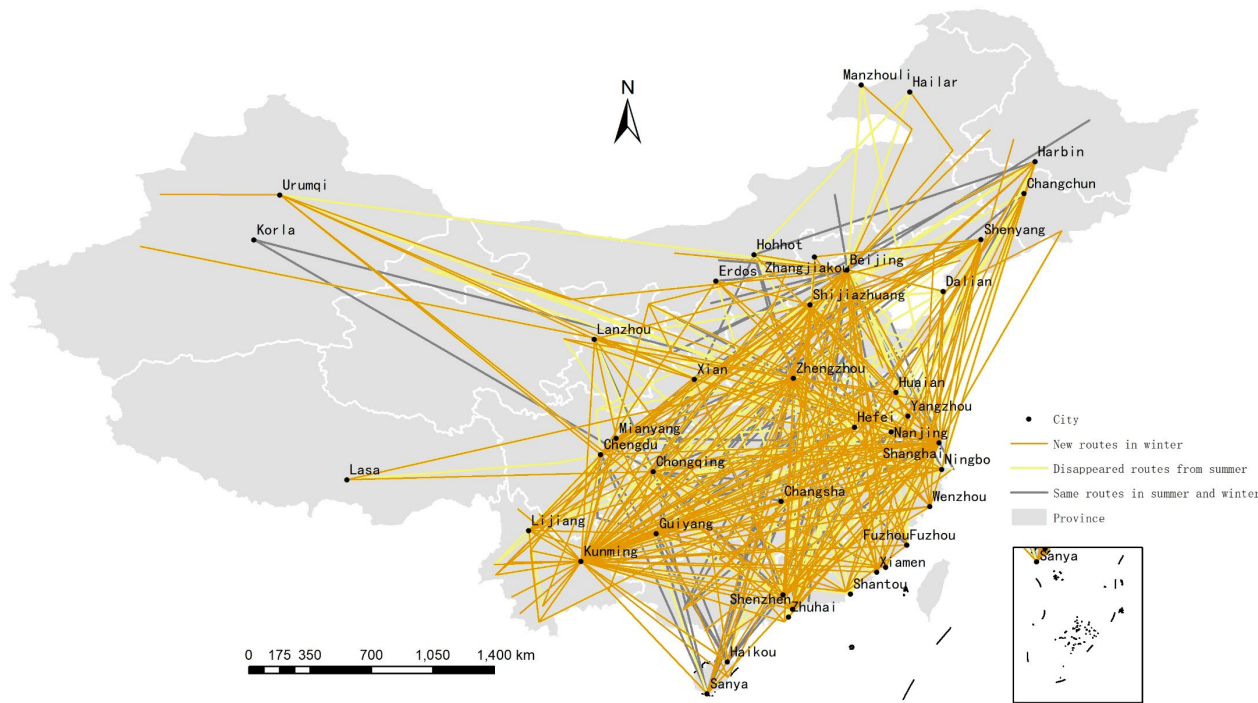 N
Manzhouli
Hailar
Harbin
Changchun
Urumqi
Korla
Shenyang
Hohhot
Beijing
Zhangjiakou
Erdos
Dalian
Shijiazhuang
Lanzhou
Xian
Zhengzhou
Huaian
Yangzhou
Hefei
Nanjing
Mianyang
Chengdu
Shanghai
Ningbo
Chongqing
Lasa
Changsha
Wenzhou
Lijiang
Guiyang
FuzhouFuzhou
Kunming
Xiamen
Shantou
Shenzhen
Zhuhai
Haikou
Sanya
City
New routes in winter
Disappeared routes from summer
Same routes in summer and winter
Province
Sanya
0 175 350 700 1,050 1,400 km